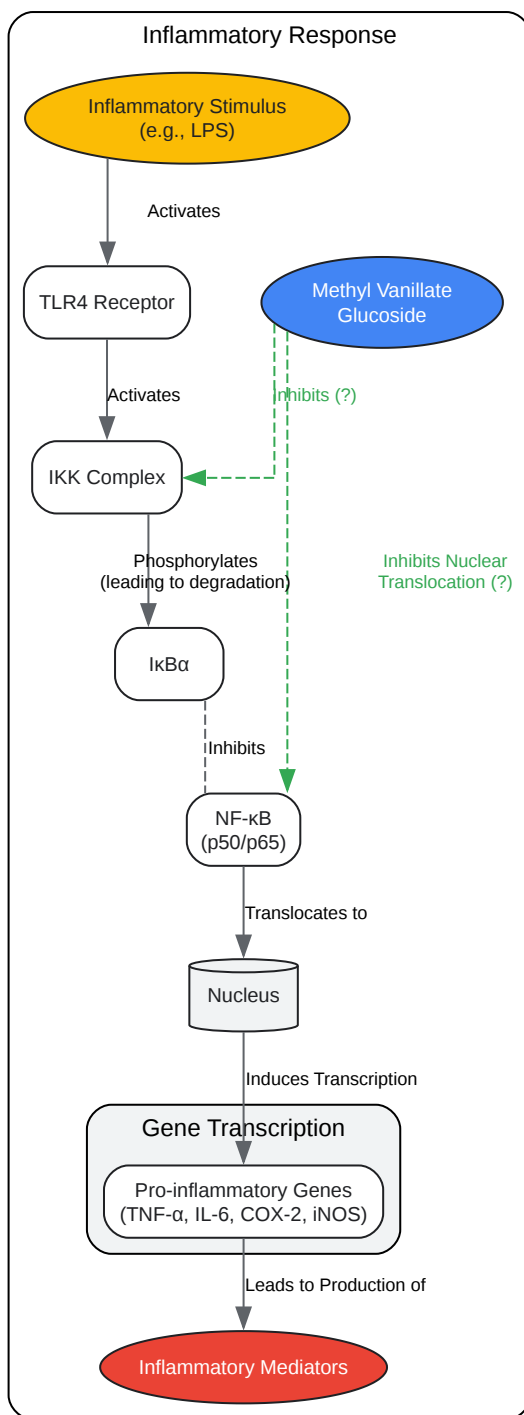 Inflammatory Response
Inflammatory Stimulus
(e.g., LPS)
Activates
TLR4 Receptor
Methyl Vanillate
Glucoside
Activates
Inhibits (?)
IKK Complex
Phosphorylates
(leading to degradation)
Inhibits Nuclear
Translocation (?)
IκBα
Inhibits
NF-κB
(p50/p65)
Translocates to
Nucleus
Induces Transcription
Gene Transcription
Pro-inflammatory Genes
(TNF-α, IL-6, COX-2, iNOS)
Leads to Production of
Inflammatory Mediators